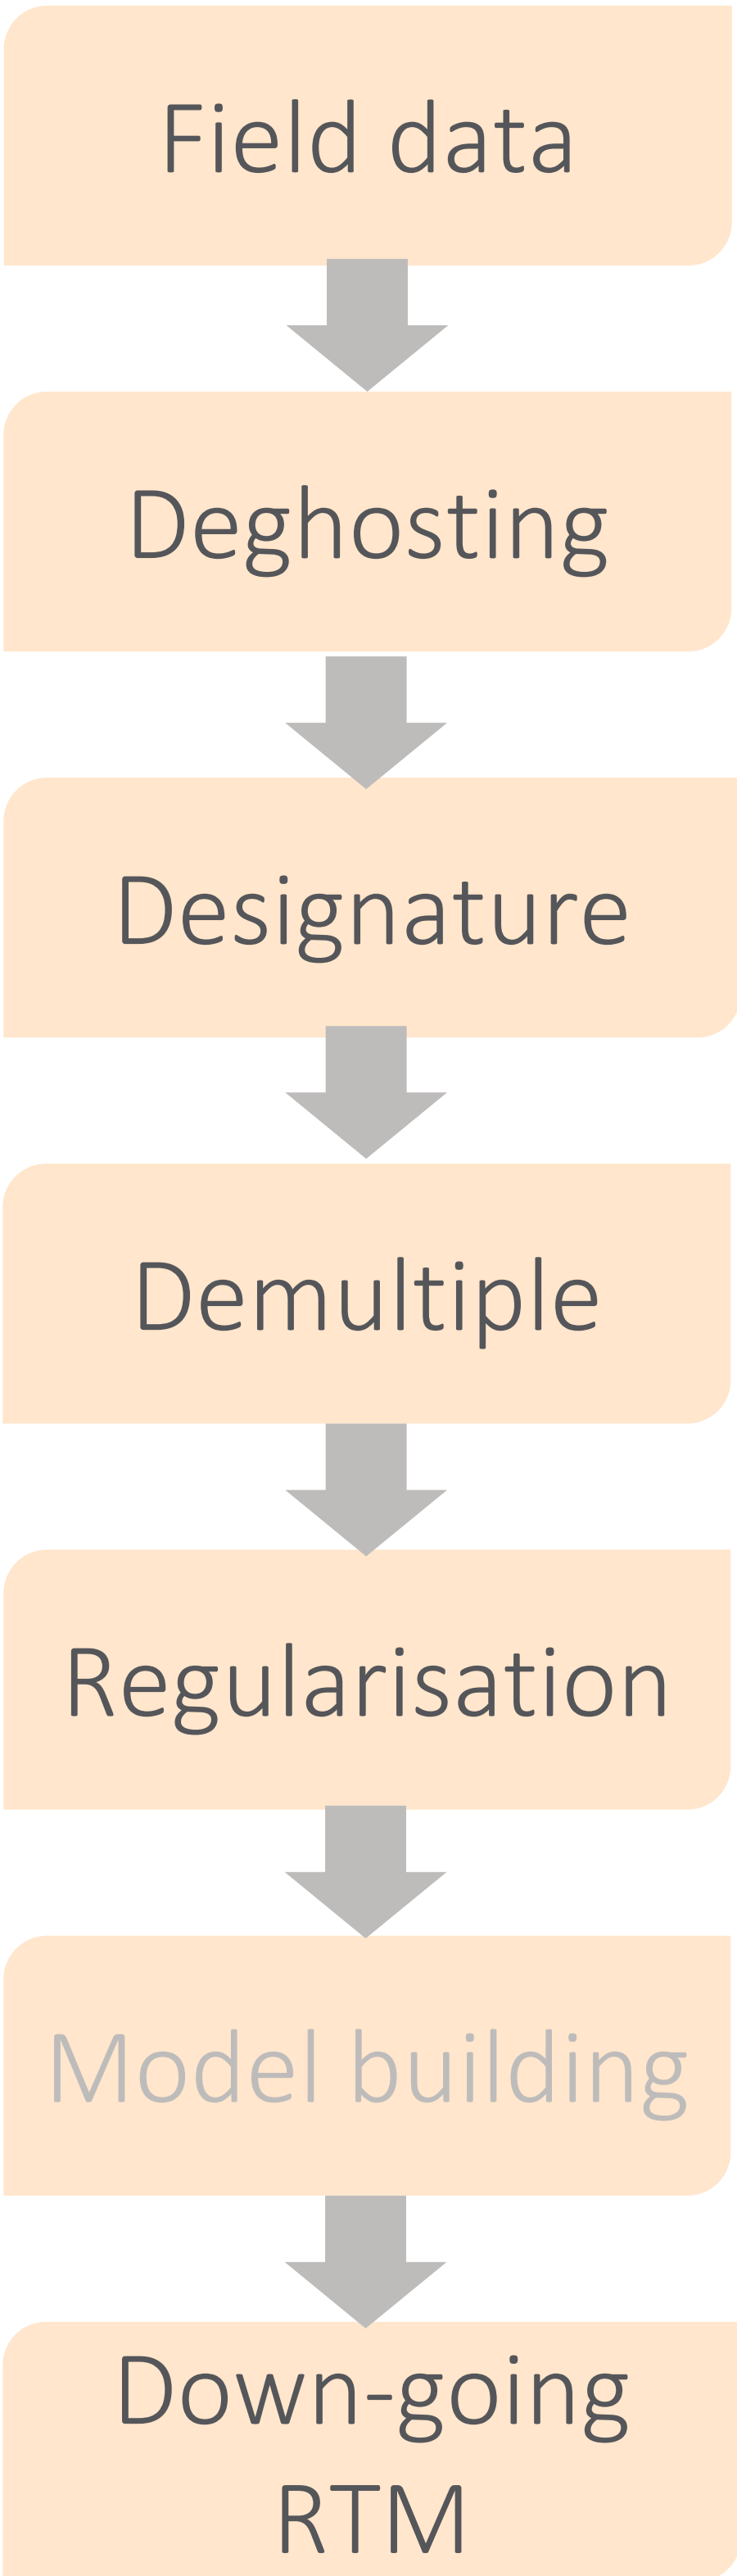 Field data
Deghosting
Designature
Demultiple
Regularisation
Model building
Down-going
RTM